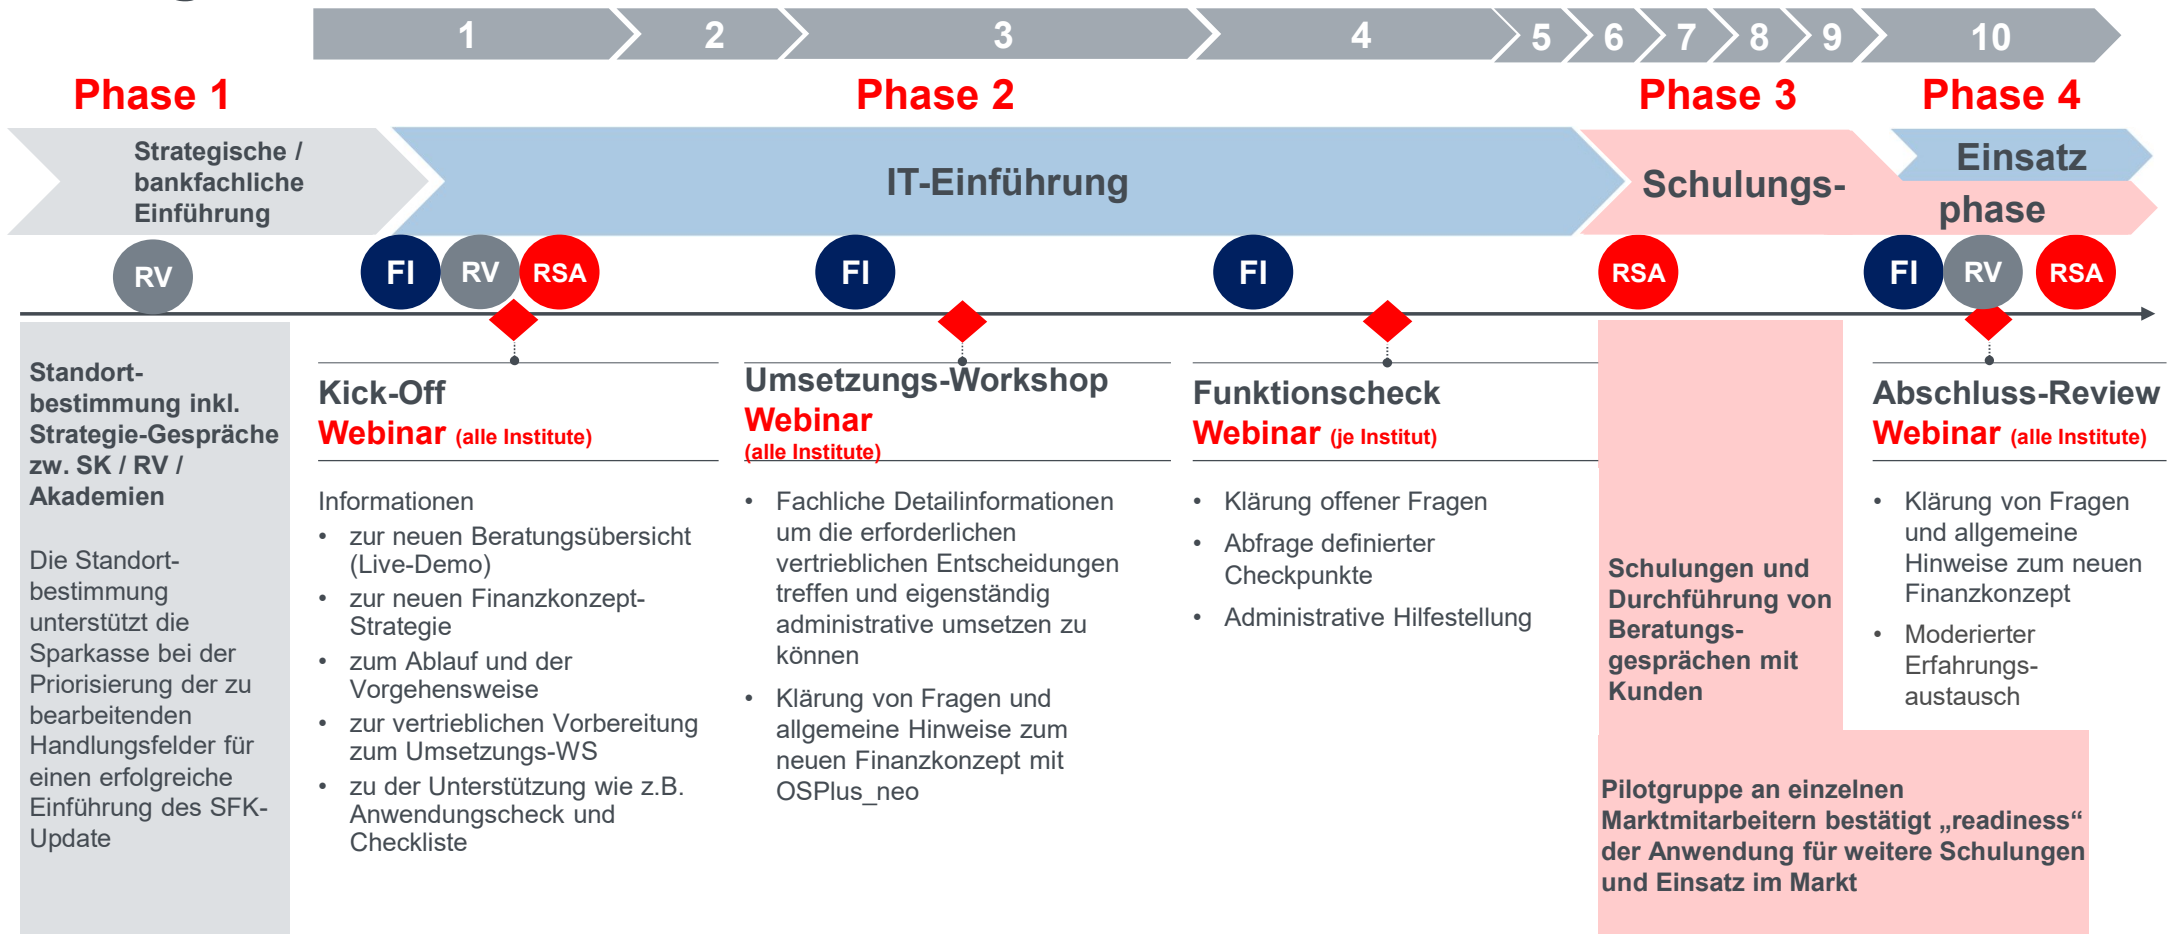 1
2
3
4
5
6
7
8
9
10
Phase 1
Phase 2
Phase 3
Phase 4
Strategische /
bankfachliche
Einführung
IT-Einführung
Schulungs-
Einsatz
phase
RV
FI
RV
RSA
FI
FI
RSA
FI
RV
RSA
Standort-
bestimmung inkl.
Strategie-Gespräche
zw. SK / RV /
Akademien
Die Standort-
bestimmung
unterstützt die
Sparkasse bei der
Priorisierung der zu
bearbeitenden
Handlungsfelder für
einen erfolgreiche
Einführung des SFK-
Update
Kick-Off
Webinar (alle Institute)
Informationen
• zur neuen Beratungsübersicht
(Live-Demo)
• zur neuen Finanzkonzept-
Strategie
• zum Ablauf und der
Vorgehensweise
• zur vertrieblichen Vorbereitung
zum Umsetzungs-WS
• zu der Unterstützung wie z.B.
Anwendungscheck und
Checkliste
Umsetzungs-Workshop
Webinar
(alle Institute)
• Fachliche Detailinformationen
um die erforderlichen
vertrieblichen Entscheidungen
treffen und eigenständig
administrative umsetzen zu
können
• Klärung von Fragen und
allgemeine Hinweise zum
neuen Finanzkonzept mit
OSPlus_neo
Funktionscheck
Webinar (je Institut)
• Klärung offener Fragen
• Abfrage definierter
Checkpunkte
• Administrative Hilfestellung
Schulungen und
Durchführung von
Beratungs-
gesprächen mit
Kunden
Abschluss-Review
Webinar (alle Institute)
• Klärung von Fragen
und allgemeine
Hinweise zum neuen
Finanzkonzept
• Moderierter
Erfahrungs-
austausch
Pilotgruppe an einzelnen
Marktmitarbeitern bestätigt „readiness“
der Anwendung für weitere Schulungen
und Einsatz im Markt